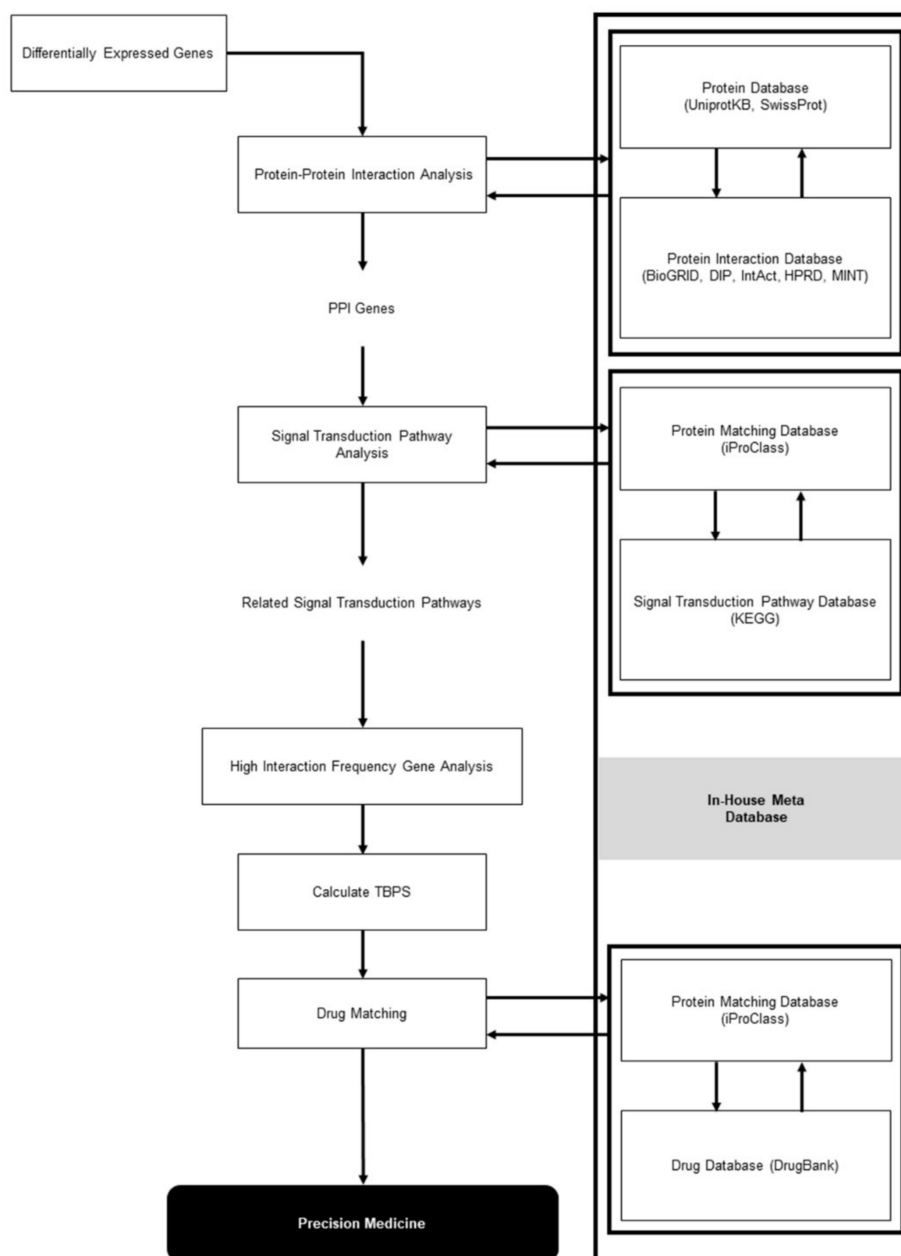 Differentially Expressed Genes
Protein Database
(UniprotKB, SwissProt)
Protein-Protein Interaction Analysis
Protein Interaction Database
(BioGRID, DIP, IntAct, HPRD, MINT)
PPI Genes
Signal Transduction Pathway
Analysis
Protein Matching Database
(iProClass)
Related Signal Transduction Pathways
Signal Transduction Pathway Database
(KEGG)
High Interaction Frequency Gene Analysis
In-House Meta
Database
Calculate TBPS
Drug Matching
Protein Matching Database
(iProClass)
Drug Database (DrugBank)
Precision Medicine